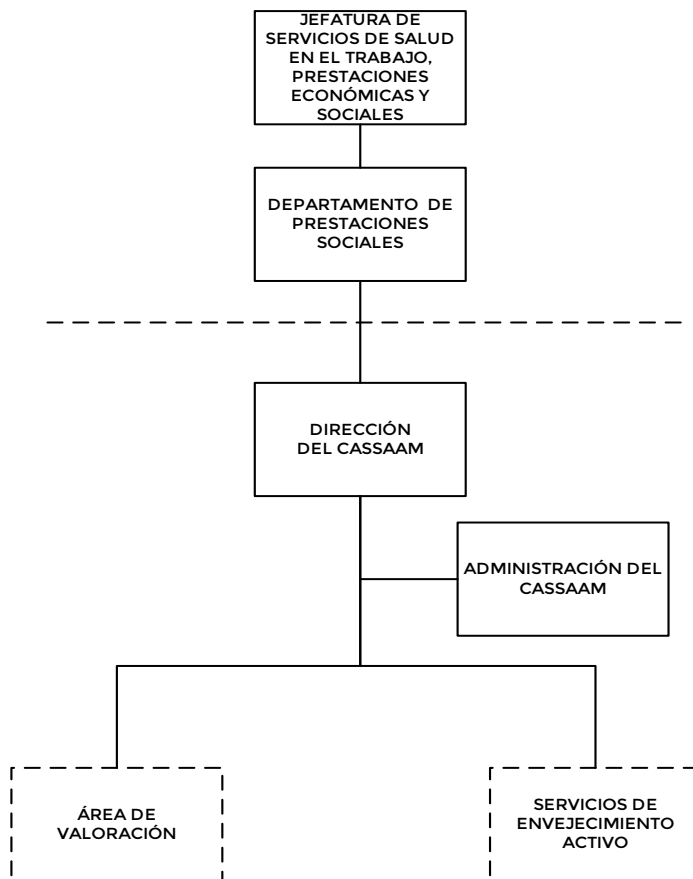 JEFATURA DE
SERVICIOS DE SALUD
EN EL TRABAJO,
PRESTACIONES
ECONÓMICAS Y
SOCIALES
DEPARTAMENTO DE
PRESTACIONES
SOCIALES
DIRECCIÓN
DEL CASSAAM
ADMINISTRACIÓN DEL
CASSAAM
ÁREA DE
VALORACIÓN
SERVICIOS DE
ENVEJECIMIENTO
ACTIVO